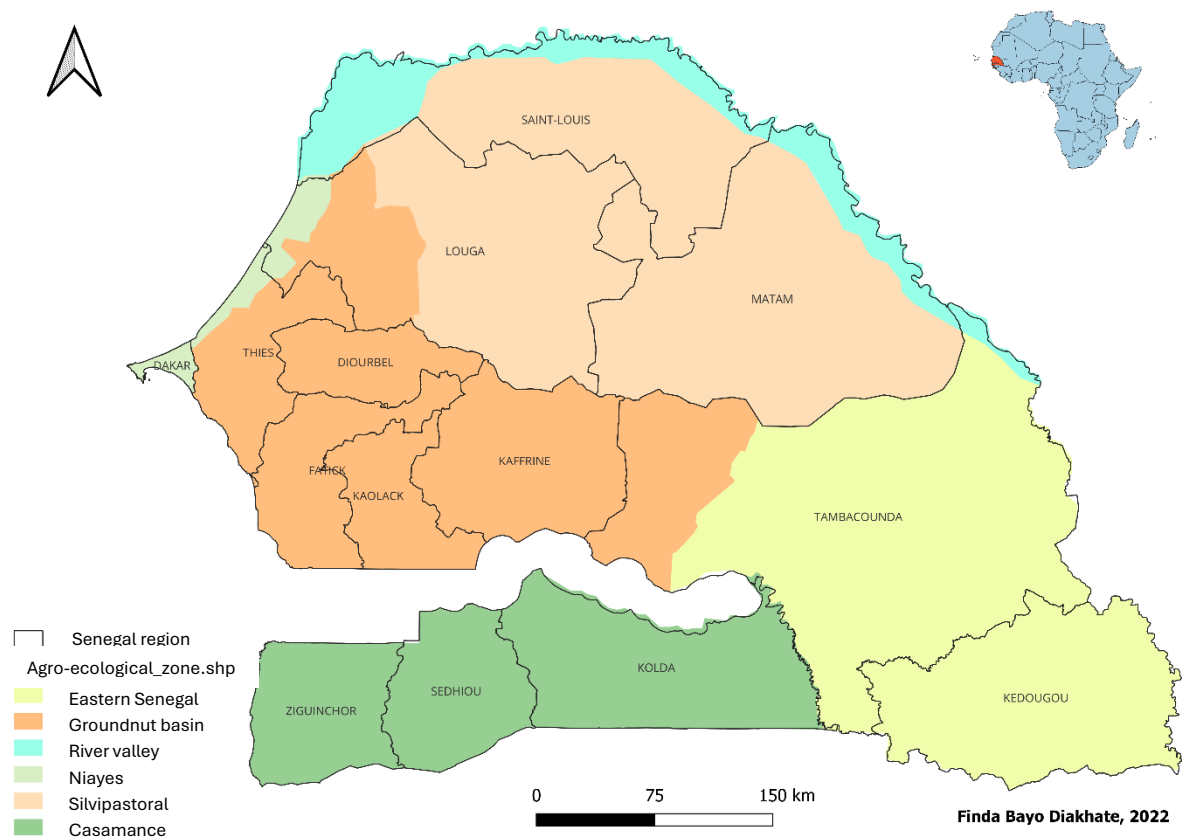 SAINT-LOUIS
LOUGA
MATAM
THIES
DIOURBEL
DAKAR
KAFFRINE
FATICK
KAOLACK
TAMBACOUNDA
KOLDA
SEDHIOU
KEDOUGOU
ZIGUINCHOR
Senegal region
Agro-ecological_zone.shp
Eastern Senegal
Groundnut basin
River valley
Niayes
Silvipastoral
Casamance
0 75 150 km
Finda Bayo Diakhate, 2022